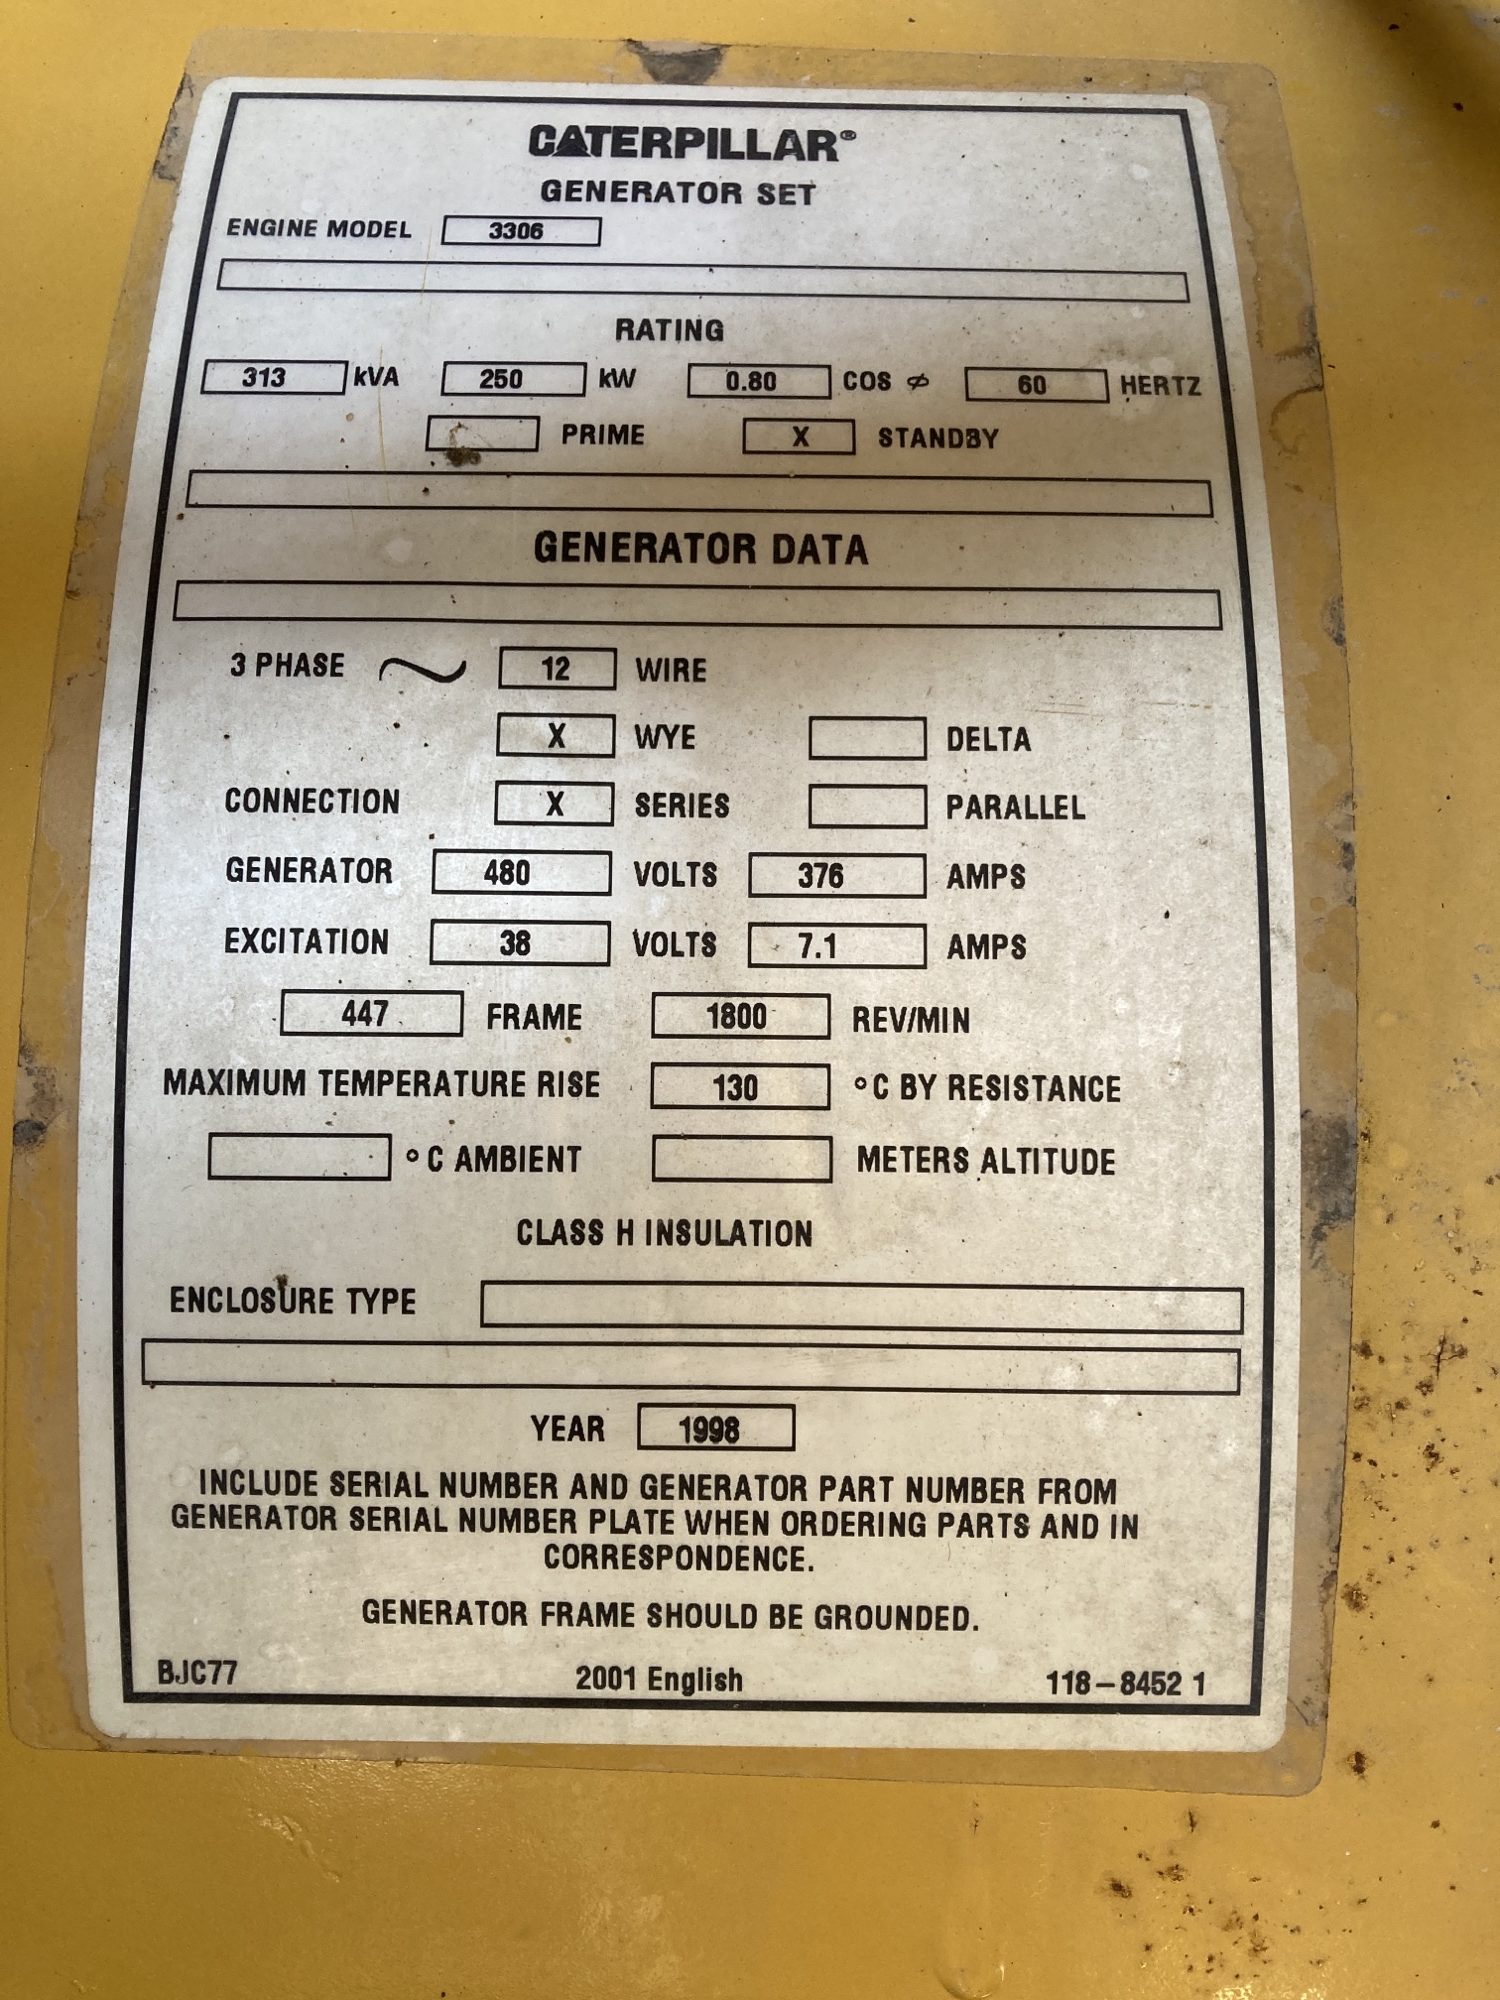 CATERPILLAR®
GENERATOR SET
ENGINE MODEL 3306
RATING
313 kVA 250 kW 0.80 COS ϕ 60 HERTZ
PRIME X STANDBY
GENERATOR DATA
3 PHASE ~ 12 WIRE
X WYE DELTA
CONNECTION X SERIES PARALLEL
GENERATOR 480 VOLTS 376 AMPS
EXCITATION 38 VOLTS 7.1 AMPS
447 FRAME 1800 REV/MIN
MAXIMUM TEMPERATURE RISE 130 °C BY RESISTANCE
°C AMBIENT METERS ALTITUDE
CLASS H INSULATION
ENCLOSURE TYPE
YEAR 1998
INCLUDE SERIAL NUMBER AND GENERATOR PART NUMBER FROM
GENERATOR SERIAL NUMBER PLATE WHEN ORDERING PARTS AND IN
CORRESPONDENCE.
GENERATOR FRAME SHOULD BE GROUNDED.
BJC77 2001 English 118-8452 1